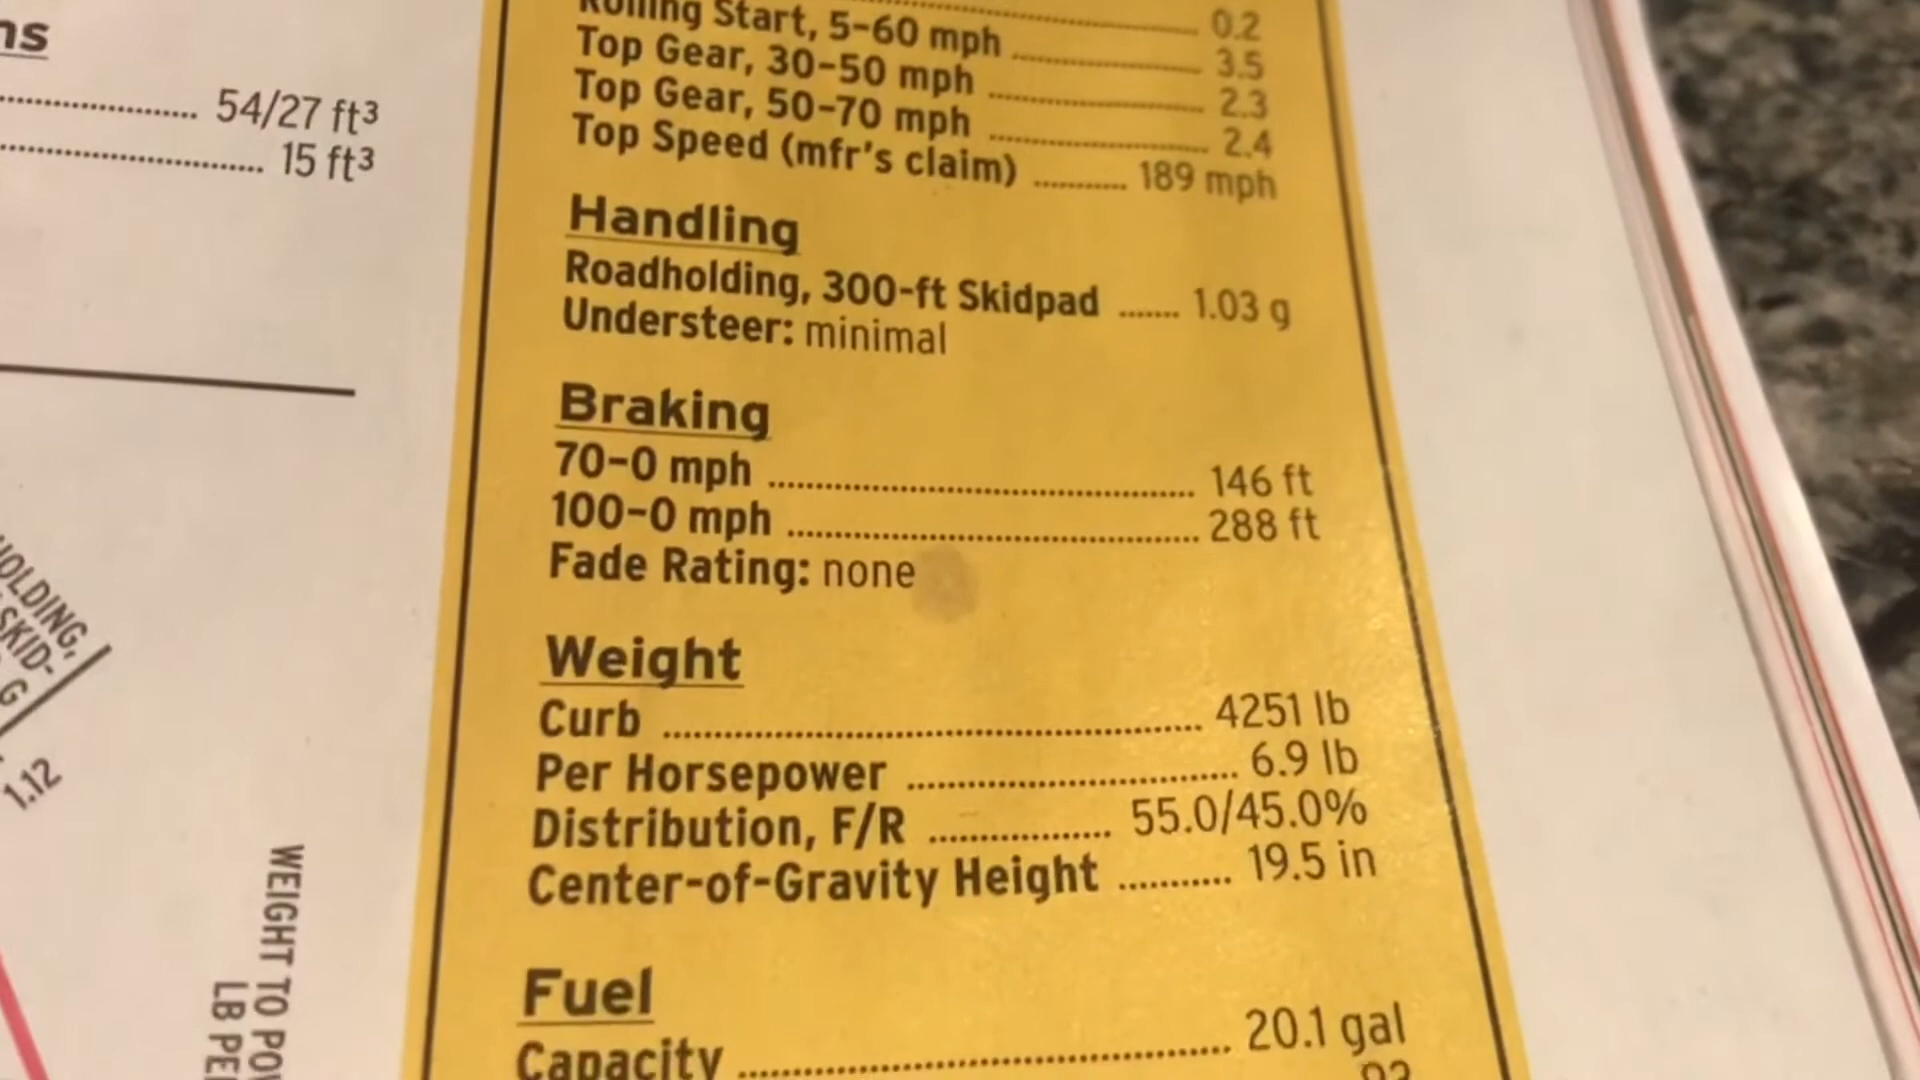 ns
54/27 ft³
15 ft³
0.2
Rolling Start, 5–60 mph 3.5
Top Gear, 30–50 mph 2.3
Top Gear, 50–70 mph 2.4
Top Speed (mfr's claim) 189 mph
Handling
Roadholding, 300-ft Skidpad 1.03 g
Understeer: minimal
Braking
70–0 mph 146 ft
100–0 mph 288 ft
Fade Rating: none
Weight
Curb 4251 lb
Per Horsepower 6.9 lb
Distribution, F/R 55.0/45.0%
Center-of-Gravity Height 19.5 in
Fuel
Capacity 20.1 gal
OLDING,
SKID-
G
1.12
WEIGHT TO POW
LB PE